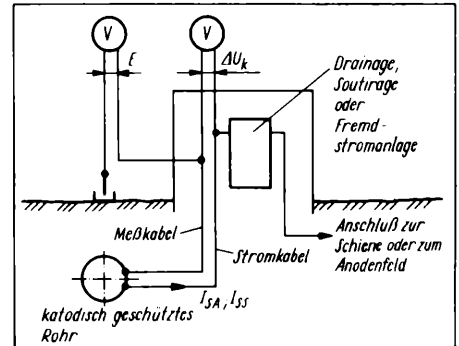 V
V
E
ΔU_k
Drainage,
Soutirage
oder
Fremd-
stromanlage
Meßkabel
Stromkabel
Anschluß zur
Schiene oder zum
Anodenfeld
I_SA, I_SS
katodisch geschütztes
Rohr